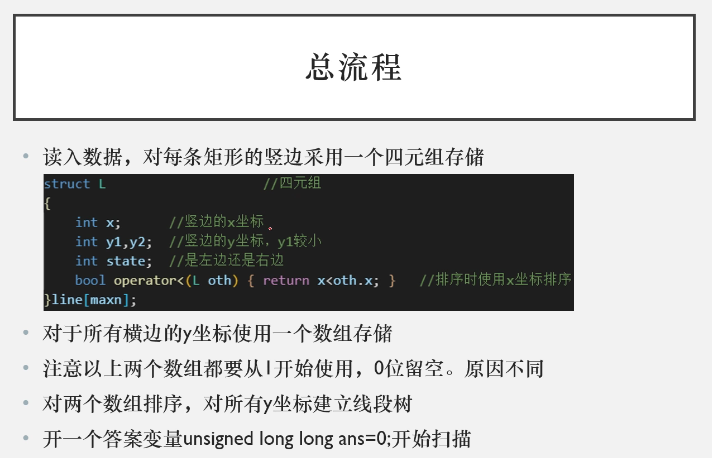 总流程
读入数据，对每条矩形的竖边采用一个四元组存储
struct L //四元组
{
int x; //竖边的x坐标
int y1,y2; //竖边的y坐标，y1较小
int state; //是左边还是右边
bool operator<(L oth) { return x<oth.x; } //排序时使用x坐标排序
}line[maxn];
对于所有横边的y坐标使用一个数组存储
注意以上两个数组都要从1开始使用，0位留空。原因不同
对两个数组排序，对所有y坐标建立线段树
开一个答案变量unsigned long long ans=0;开始扫描